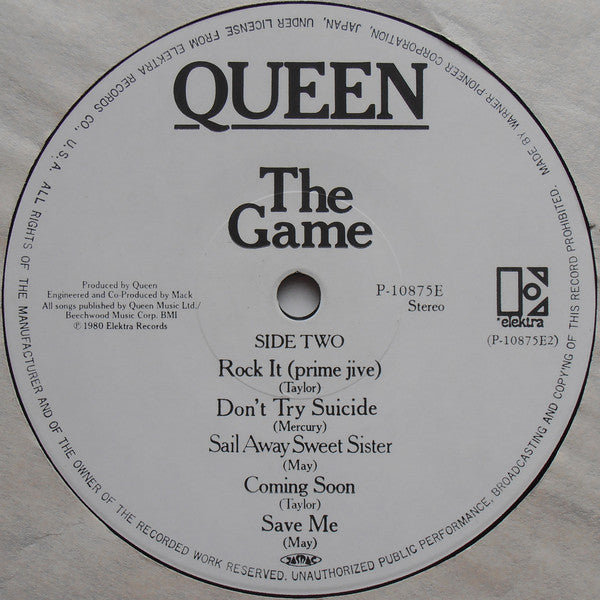 QUEEN
The
Game
Produced by Queen
Engineered and Co-Produced by Mack
All songs published by Queen Music Ltd./
Beechwood Music Corp. BMI
℗ 1980 Elektra Records
P-10875E
Stereo
elektra
(P-10875E2)
SIDE TWO
Rock It (prime jive)
(Taylor)
Don't Try Suicide
(Mercury)
Sail Away Sweet Sister
(May)
Coming Soon
(Taylor)
Save Me
(May)
JASRAC
MADE BY WARNER-PIONEER CORPORATION, JAPAN, UNDER LICENSE FROM ELEKTRA RECORDS CO., U.S.A. ALL RIGHTS OF THE MANUFACTURER AND OF THE OWNER OF THE RECORDED WORK RESERVED. UNAUTHORIZED PUBLIC PERFORMANCE, BROADCASTING AND COPYING OF THIS RECORD PROHIBITED.